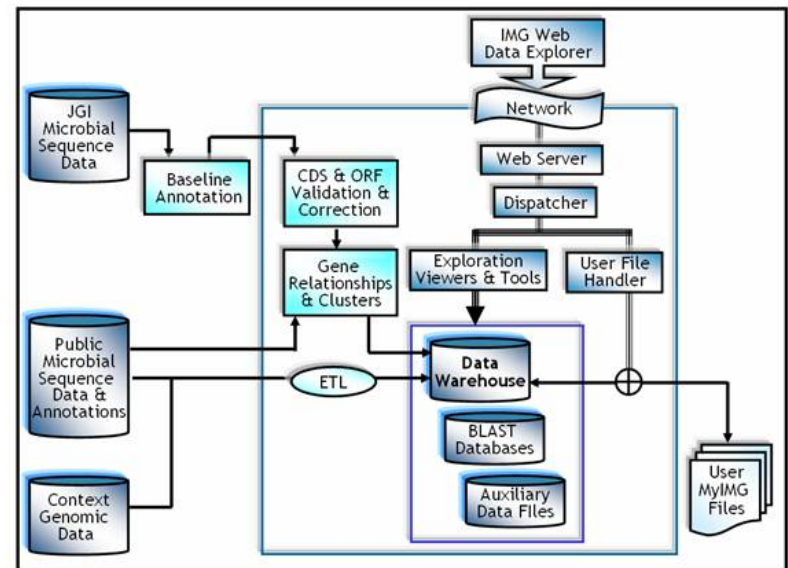 IMG Web
Data Explorer
Network
JGI
Microbial
Sequence
Data
Baseline
Annotation
CDS & ORF
Validation &
Correction
Web Server
Dispatcher
Gene
Relationships
& Clusters
Exploration
Viewers & Tools
User File
Handler
Public
Microbial
Sequence
Data &
Annotations
ETL
Data
Warehouse
BLAST
Databases
Auxiliary
Data FIles
Context
Genomic
Data
User
MyIMG
Files